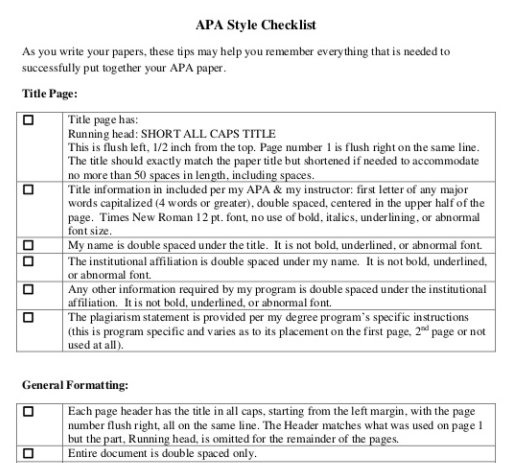 APA Style Checklist
As you write your papers, these tips may help you remember everything that is needed to
successfully put together your APA paper.
Title Page:
Title page has:
Running head: SHORT ALL CAPS TITLE
This is flush left, 1/2 inch from the top. Page number 1 is flush right on the same line.
The title should exactly match the paper title but shortened if needed to accommodate
no more than 50 spaces in length, including spaces.
Title information in included per my APA & my instructor: first letter of any major
words capitalized (4 words or greater), double spaced, centered in the upper half of the
page. Times New Roman 12 pt. font, no use of bold, italics, underlining, or abnormal
font size.
My name is double spaced under the title. It is not bold, underlined, or abnormal font.
The institutional affiliation is double spaced under my name. It is not bold, underlined,
or abnormal font.
Any other information required by my program is double spaced under the institutional
affiliation. It is not bold, underlined, or abnormal font.
The plagiarism statement is provided per my degree program's specific instructions
(this is program specific and varies as to its placement on the first page, 2nd page or not
used at all).
General Formatting:
Each page header has the title in all caps, starting from the left margin, with the page
number flush right, all on the same line. The Header matches what was used on page 1
but the part, Running head, is omitted for the remainder of the pages.
Entire document is double spaced only.